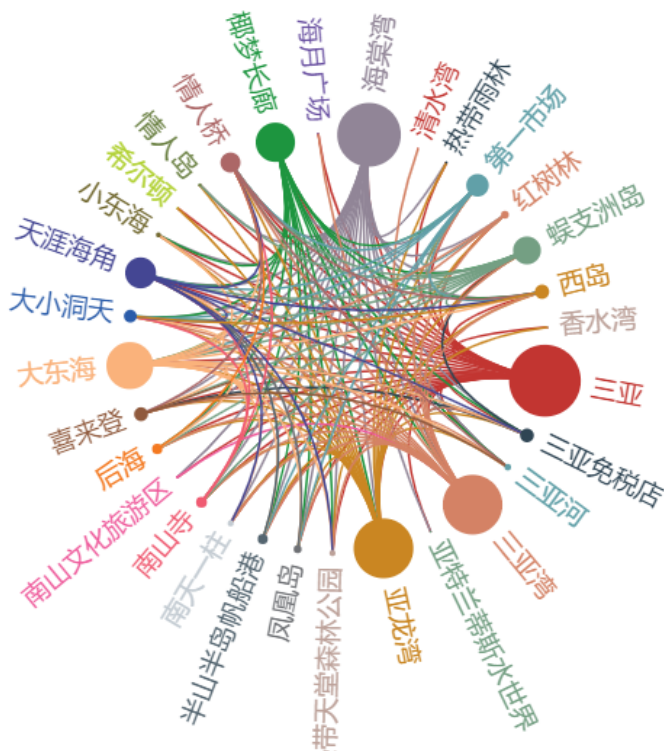 海棠湾
清水湾
热带雨林
第一市场
红树林
蜈支洲岛
西岛
香水湾
三亚
三亚免税店
三亚河
三亚湾
亚特兰蒂斯水世界
亚龙湾
带天堂森林公园
凤凰岛
半山半岛帆船港
南天一柱
南山寺
南山文化旅游区
后海
喜来登
大东海
大小洞天
天涯海角
小东海
希尔顿
情人岛
情人桥
椰梦长廊
海月广场